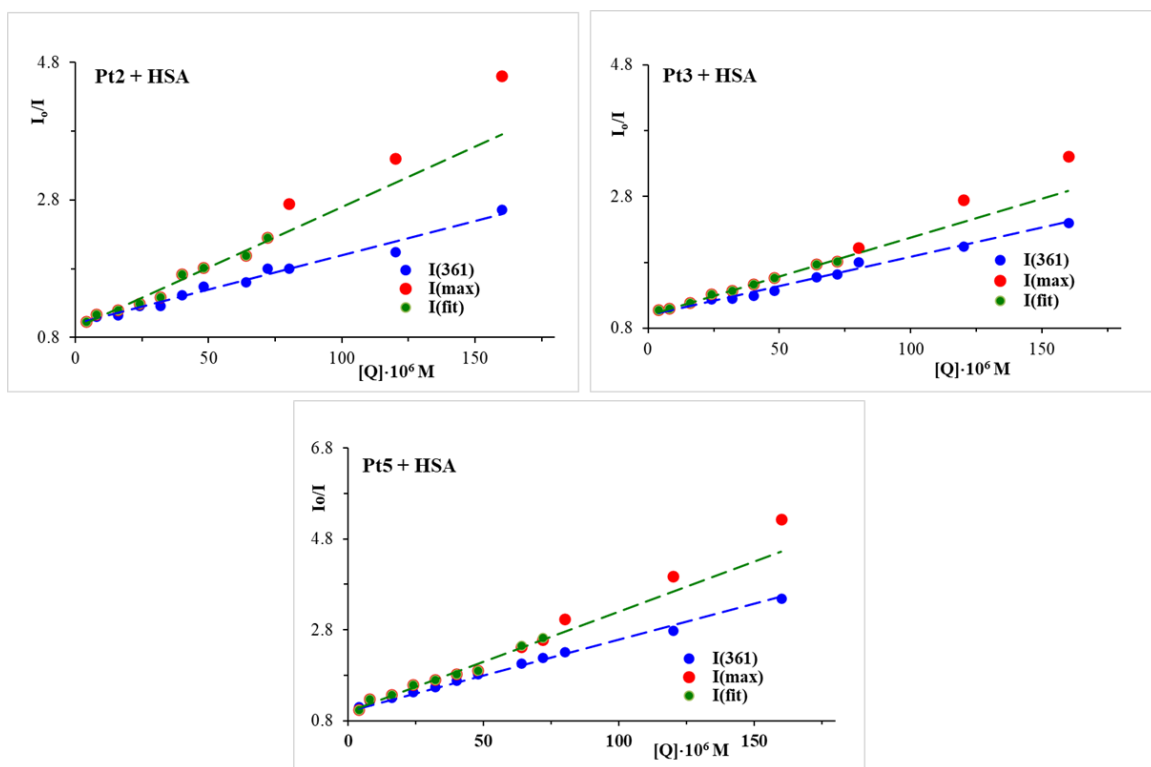 Pt2 + HSA
I₀/I
4.8
2.8
0.8
0
50
100
150
[Q]·10⁶ M
I(361)
I(max)
I(fit)
Pt3 + HSA
I₀/I
4.8
2.8
0.8
0
50
100
150
[Q]·10⁶ M
I(361)
I(max)
I(fit)
Pt5 + HSA
Io/I
6.8
4.8
2.8
0.8
0
50
100
150
[Q]·10⁶ M
I(361)
I(max)
I(fit)